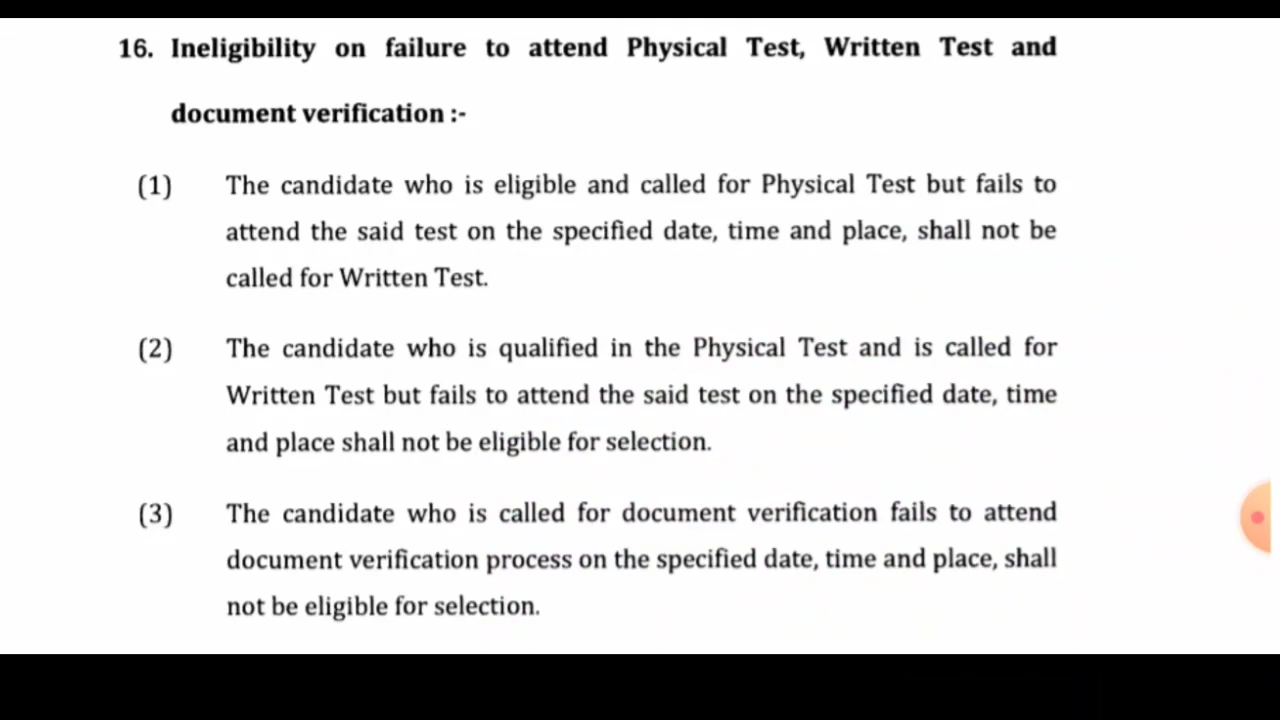 16. Ineligibility on failure to attend Physical Test, Written Test and
document verification :-
(1) The candidate who is eligible and called for Physical Test but fails to
attend the said test on the specified date, time and place, shall not be
called for Written Test.
(2) The candidate who is qualified in the Physical Test and is called for
Written Test but fails to attend the said test on the specified date, time
and place shall not be eligible for selection.
(3) The candidate who is called for document verification fails to attend
document verification process on the specified date, time and place, shall
not be eligible for selection.